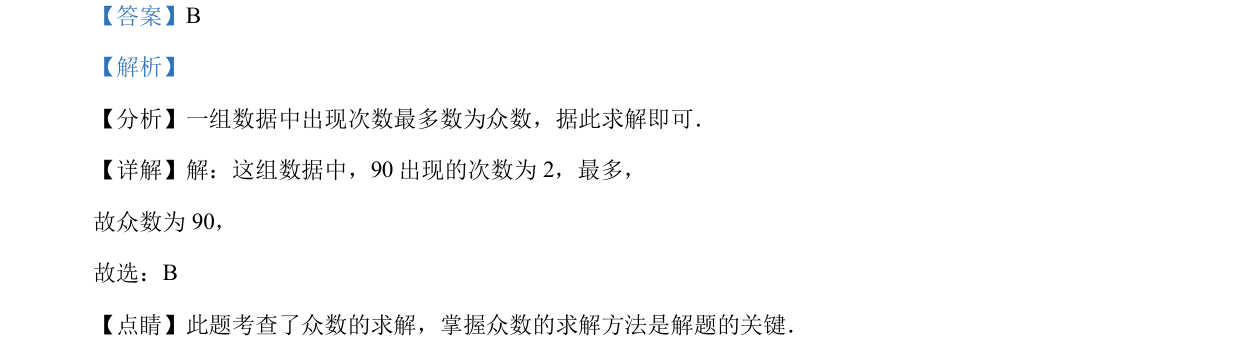 【答案】B
【解析】
【分析】一组数据中出现次数最多数为众数，据此求解即可．
【详解】解：这组数据中，90 出现的次数为 2，最多，
故众数为 90，
故选：B
【点睛】此题考查了众数的求解，掌握众数的求解方法是解题的关键．